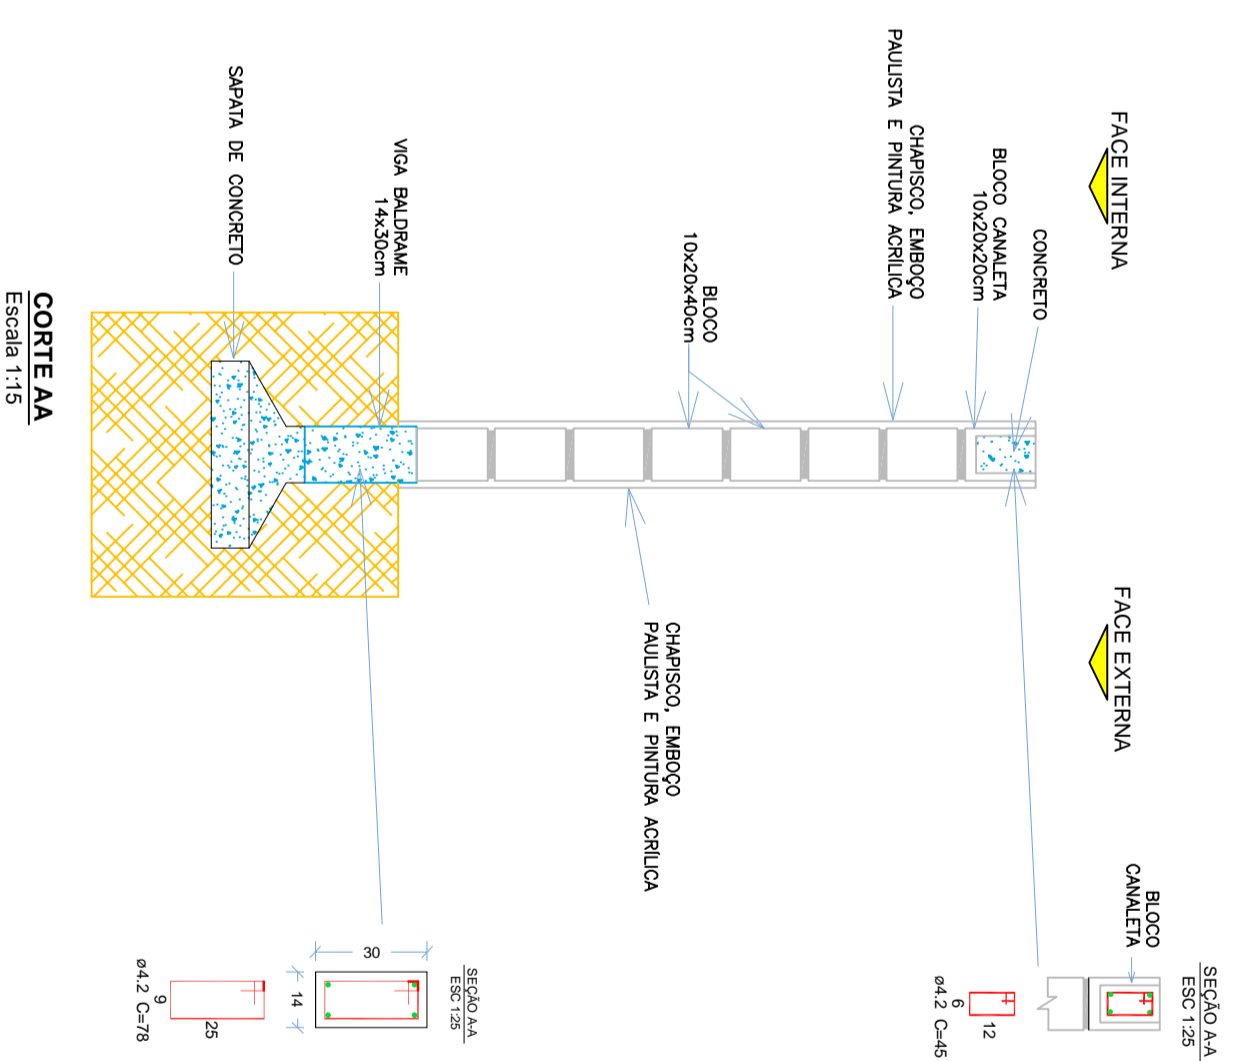 FACE INTERNA
FACE EXTERNA
CONCRETO
BLOCO CANALETA
10x20x20cm
CHAPISCO, EMBOÇO
PAULISTA E PINTURA ACRÍLICA
BLOCO
10x20x40cm
CHAPISCO, EMBOÇO
PAULISTA E PINTURA ACRÍLICA
VIGA BALDRAME
14x30cm
SAPATA DE CONCRETO
CORTE AA
Escala 1:15
SEÇÃO A-A
ESC 1:25
BLOCO
CANALETA
12
6
ø4.2 C=45
SEÇÃO A-A
ESC 1:25
30
14
25
9
ø4.2 C=78